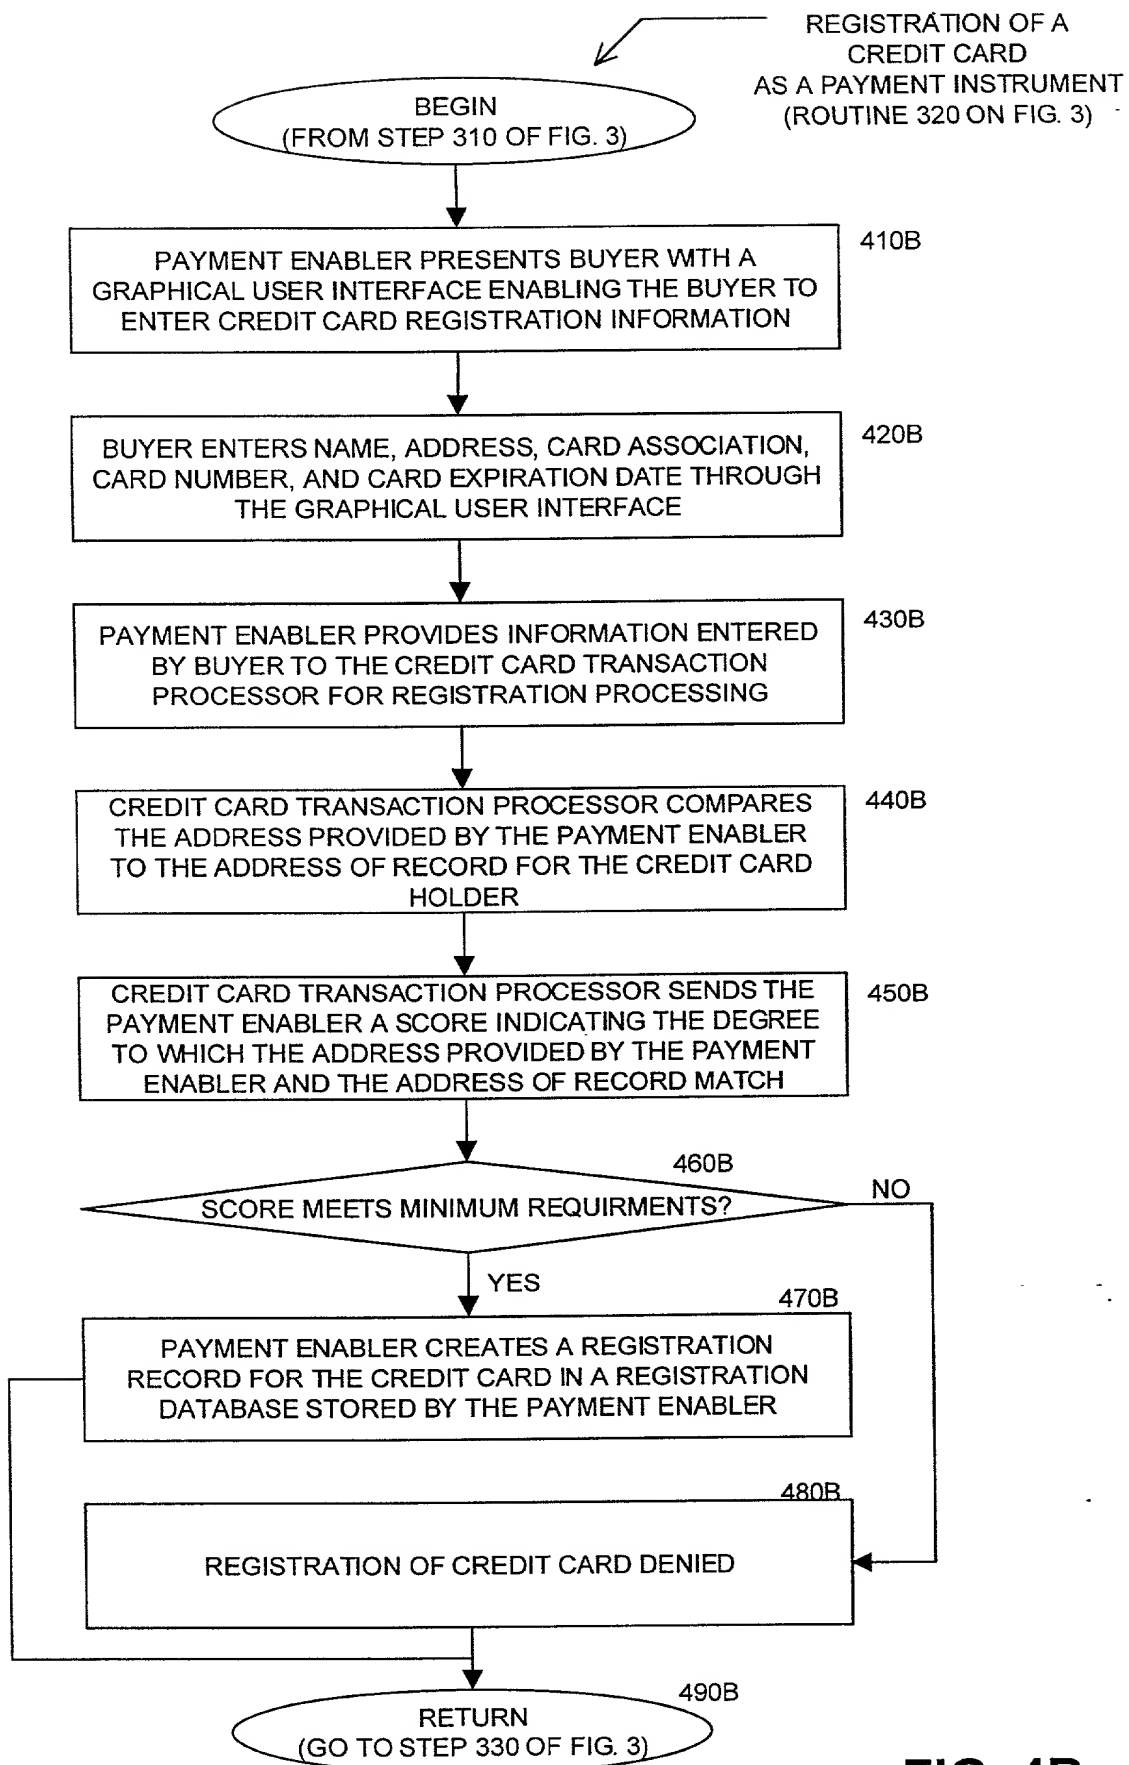 REGISTRATION OF A
CREDIT CARD
AS A PAYMENT INSTRUMENT
(ROUTINE 320 ON FIG. 3)
BEGIN
(FROM STEP 310 OF FIG. 3)
410B
PAYMENT ENABLER PRESENTS BUYER WITH A
GRAPHICAL USER INTERFACE ENABLING THE BUYER TO
ENTER CREDIT CARD REGISTRATION INFORMATION
420B
BUYER ENTERS NAME, ADDRESS, CARD ASSOCIATION,
CARD NUMBER, AND CARD EXPIRATION DATE THROUGH
THE GRAPHICAL USER INTERFACE
430B
PAYMENT ENABLER PROVIDES INFORMATION ENTERED
BY BUYER TO THE CREDIT CARD TRANSACTION
PROCESSOR FOR REGISTRATION PROCESSING
440B
CREDIT CARD TRANSACTION PROCESSOR COMPARES
THE ADDRESS PROVIDED BY THE PAYMENT ENABLER
TO THE ADDRESS OF RECORD FOR THE CREDIT CARD
HOLDER
450B
CREDIT CARD TRANSACTION PROCESSOR SENDS THE
PAYMENT ENABLER A SCORE INDICATING THE DEGREE
TO WHICH THE ADDRESS PROVIDED BY THE PAYMENT
ENABLER AND THE ADDRESS OF RECORD MATCH
460B
SCORE MEETS MINIMUM REQUIRMENTS?
NO
YES
470B
PAYMENT ENABLER CREATES A REGISTRATION
RECORD FOR THE CREDIT CARD IN A REGISTRATION
DATABASE STORED BY THE PAYMENT ENABLER
480B
REGISTRATION OF CREDIT CARD DENIED
490B
RETURN
(GO TO STEP 330 OF FIG. 3)